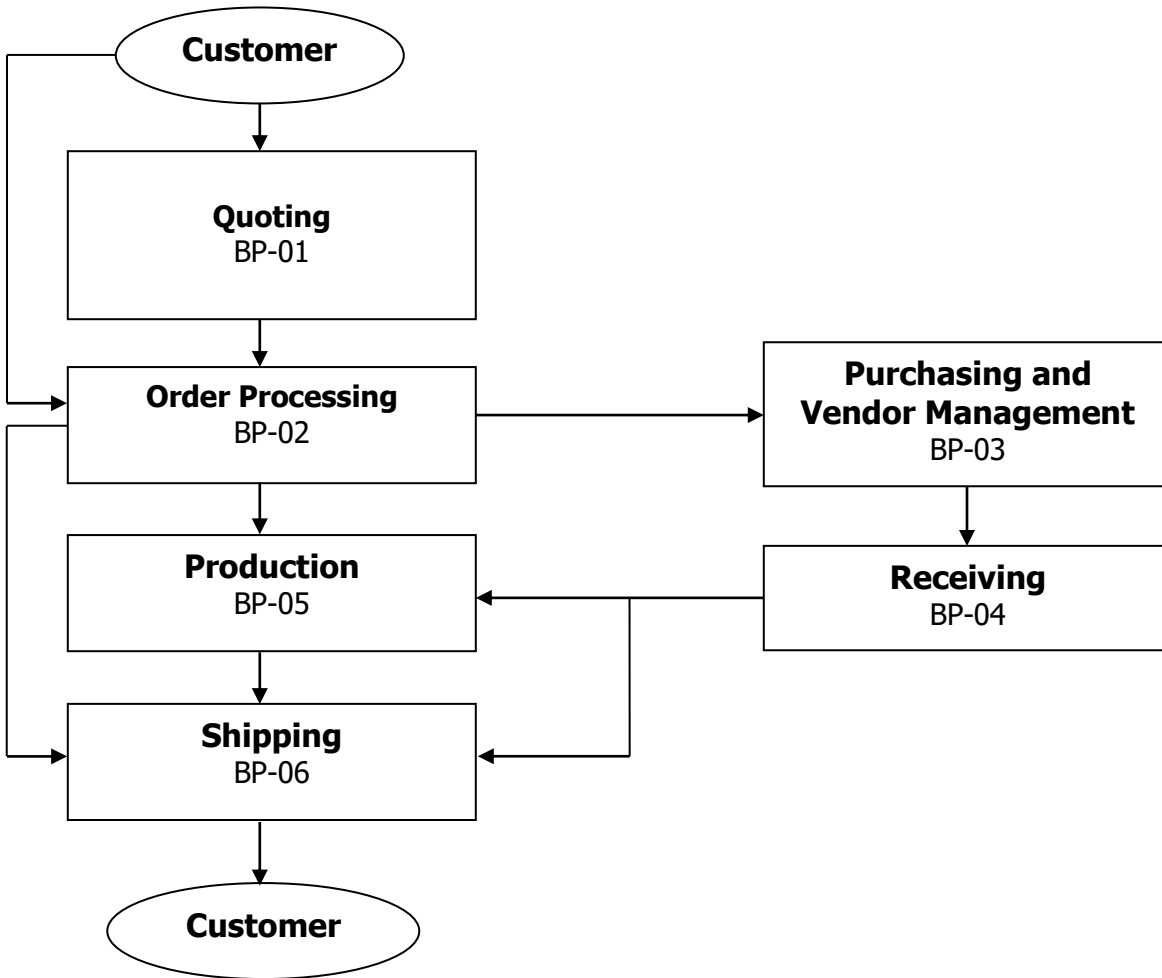 Customer
Quoting
BP-01
Order Processing
BP-02
Purchasing and
Vendor Management
BP-03
Production
BP-05
Receiving
BP-04
Shipping
BP-06
Customer